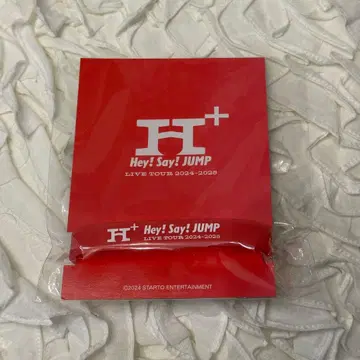 H+
Hey! Say! JUMP
LIVE TOUR 2024-2025
H+ Hey! Say! JUMP
LIVE TOUR 2024-2025
©2024 STARTO ENTERTAINMENT